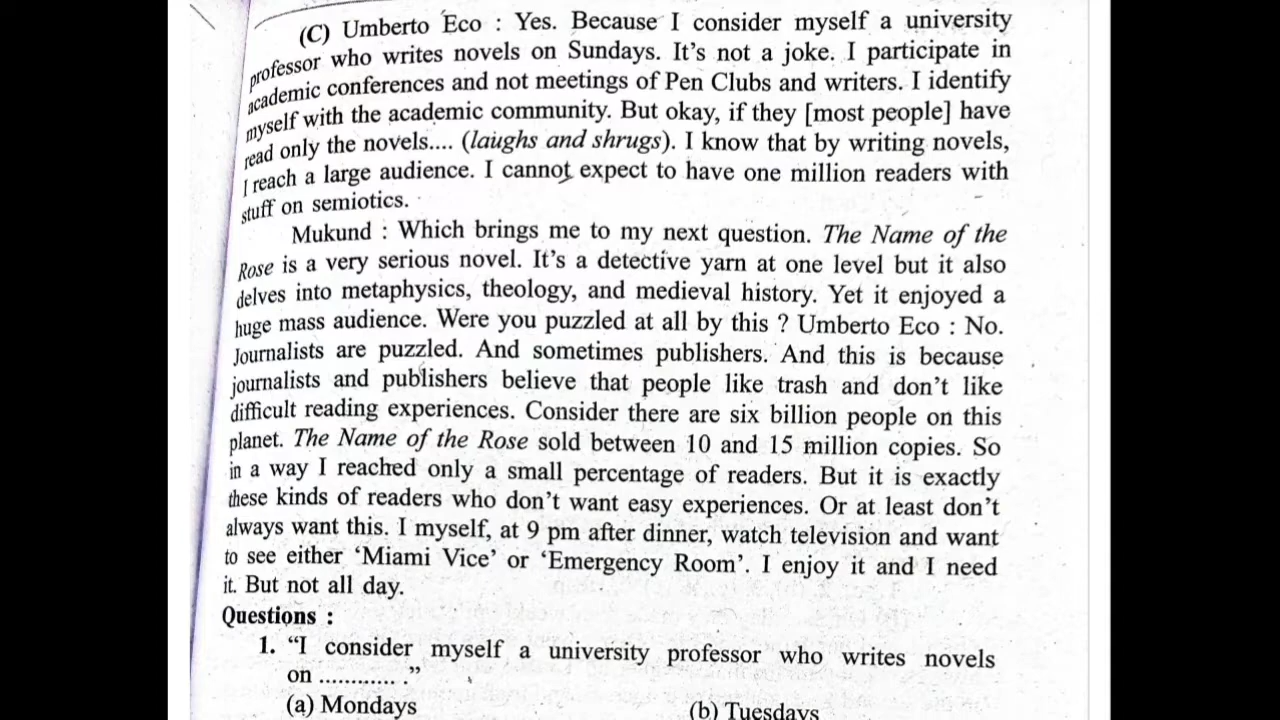 (C) Umberto Eco : Yes. Because I consider myself a university
professor who writes novels on Sundays. It’s not a joke. I participate in
academic conferences and not meetings of Pen Clubs and writers. I identify
myself with the academic community. But okay, if they [most people] have
read only the novels.... (laughs and shrugs). I know that by writing novels,
I reach a large audience. I cannot expect to have one million readers with
stuff on semiotics.
Mukund : Which brings me to my next question. The Name of the
Rose is a very serious novel. It’s a detective yarn at one level but it also
delves into metaphysics, theology, and medieval history. Yet it enjoyed a
huge mass audience. Were you puzzled at all by this ? Umberto Eco : No.
Journalists are puzzled. And sometimes publishers. And this is because
journalists and publishers believe that people like trash and don’t like
difficult reading experiences. Consider there are six billion people on this
planet. The Name of the Rose sold between 10 and 15 million copies. So
in a way I reached only a small percentage of readers. But it is exactly
these kinds of readers who don’t want easy experiences. Or at least don’t
always want this. I myself, at 9 pm after dinner, watch television and want
to see either ‘Miami Vice’ or ‘Emergency Room’. I enjoy it and I need
it. But not all day.
Questions :
1. “I consider myself a university professor who writes novels
on ............. .”
(a) Mondays (b) Tuesdays